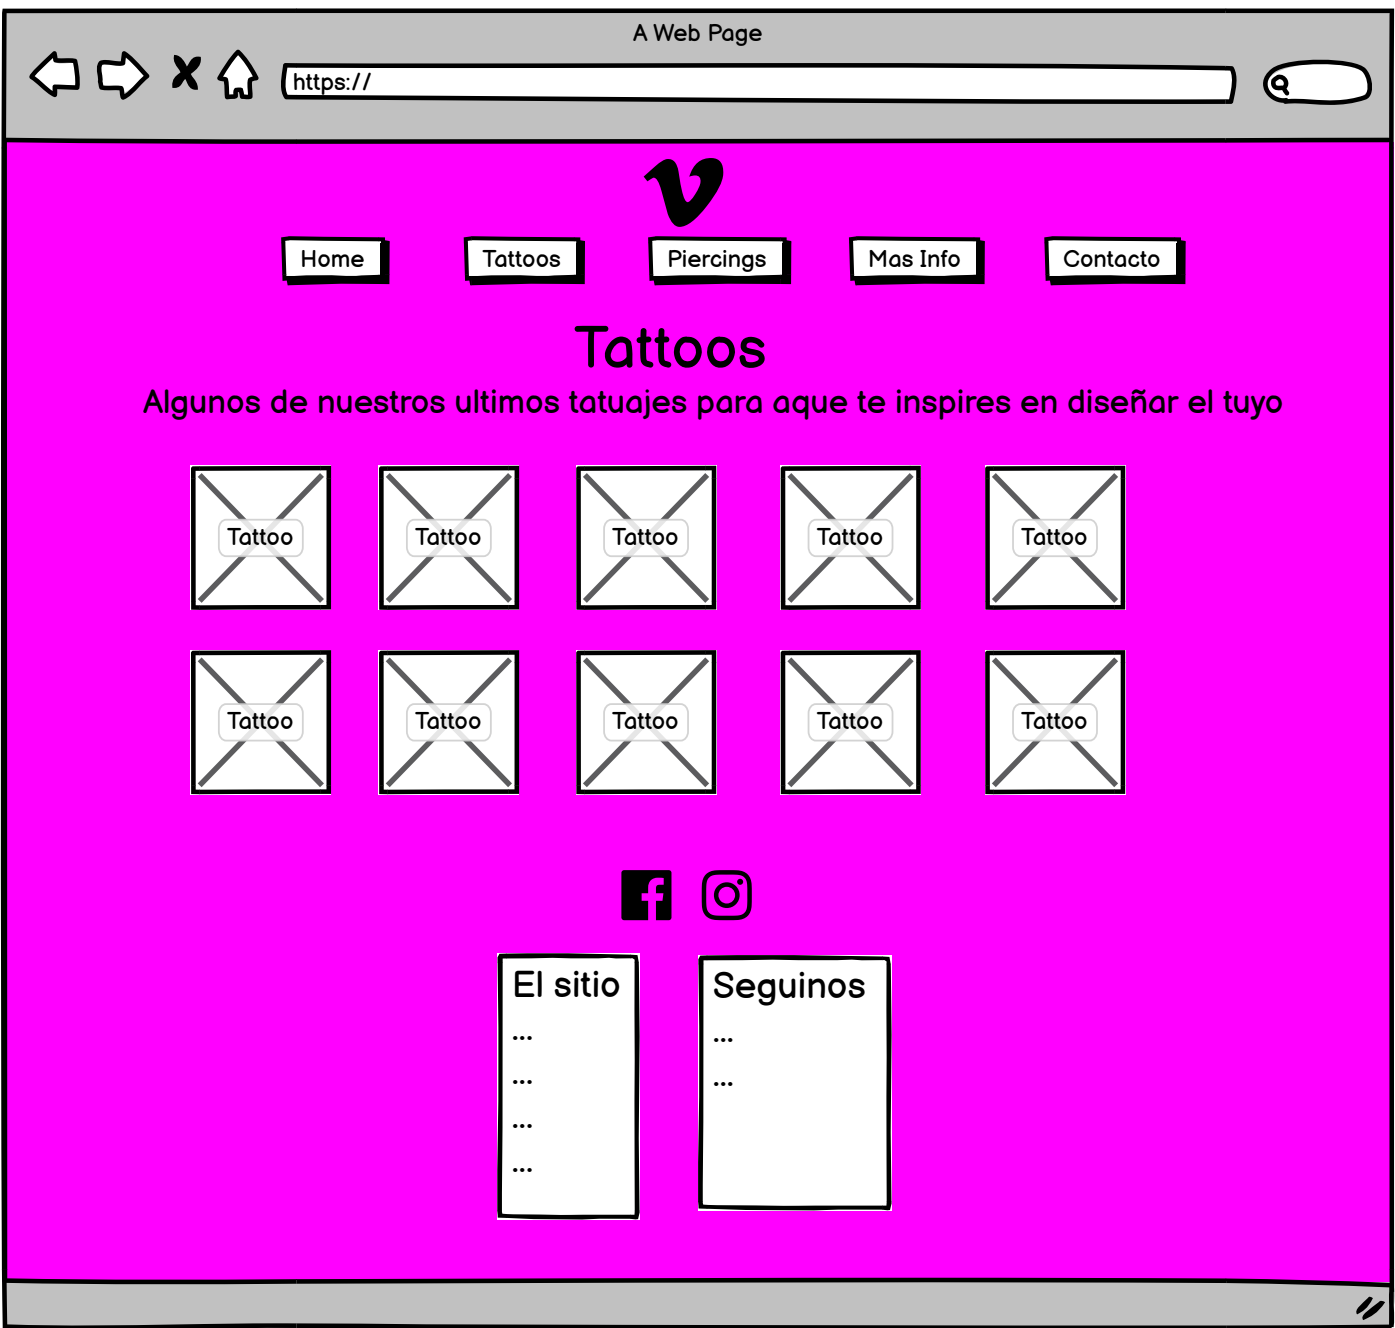 A Web Page
https://
Home Tattoos Piercings Mas Info Contacto
Tattoos
Algunos de nuestros ultimos tatuajes para aque te inspires en diseñar el tuyo
Tattoo Tattoo Tattoo Tattoo Tattoo
Tattoo Tattoo Tattoo Tattoo Tattoo
El sitio
...
...
...
...
Seguinos
...
...